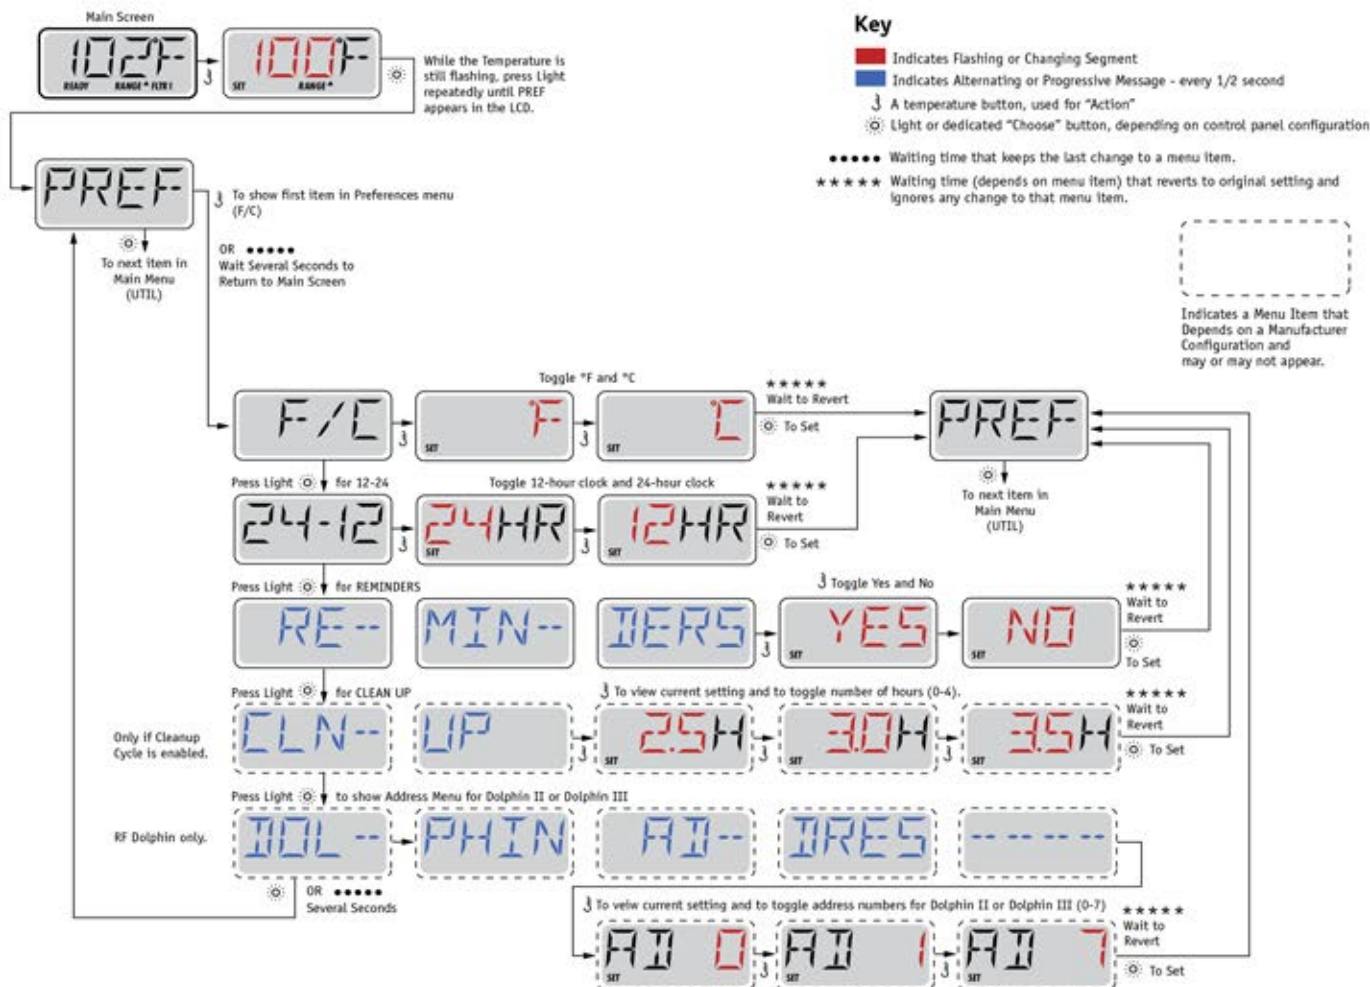 Main Screen
102°F
READY RANGE ^ FLTR1
100°F
SET RANGE ^
While the Temperature is
still flashing, press Light
repeatedly until PREF
appears in the LCD.
Key
Indicates Flashing or Changing Segment
Indicates Alternating or Progressive Message - every 1/2 second
A temperature button, used for "Action"
Light or dedicated "Choose" button, depending on control panel configuration
••••• Waiting time that keeps the last change to a menu item.
★★★★★ Waiting time (depends on menu item) that reverts to original setting and
ignores any change to that menu item.
Indicates a Menu Item that
Depends on a Manufacturer
Configuration and
may or may not appear.
PREF
To show first item in Preferences menu
(F/C)
OR •••••
Wait Several Seconds to
Return to Main Screen
To next item in
Main Menu
(UTIL)
Toggle °F and °C
F/C
°F
SET
°C
SET
★★★★★
Wait to Revert
To Set
PREF
To next item in
Main Menu
(UTIL)
Press Light for 12-24
Toggle 12-hour clock and 24-hour clock
24-12
24HR
SET
12HR
SET
★★★★★
Wait to
Revert
To Set
Press Light for REMINDERS
Toggle Yes and No
RE--
MIN--
DERS
YES
SET
NO
SET
★★★★★
Wait to
Revert
To Set
Press Light for CLEAN UP
To view current setting and to toggle number of hours (0-4).
Only if Cleanup
Cycle is enabled.
CLN--
UP
2.5H
SET
3.0H
SET
3.5H
SET
★★★★★
Wait to
Revert
To Set
Press Light to show Address Menu for Dolphin II or Dolphin III
RF Dolphin only.
DOL--
PHIN
AD--
DRES
----
OR •••••
Several Seconds
To veiw current setting and to toggle address numbers for Dolphin II or Dolphin III (0-7)
AD 0
SET
AD 1
SET
AD 7
SET
★★★★★
Wait to
Revert
To Set